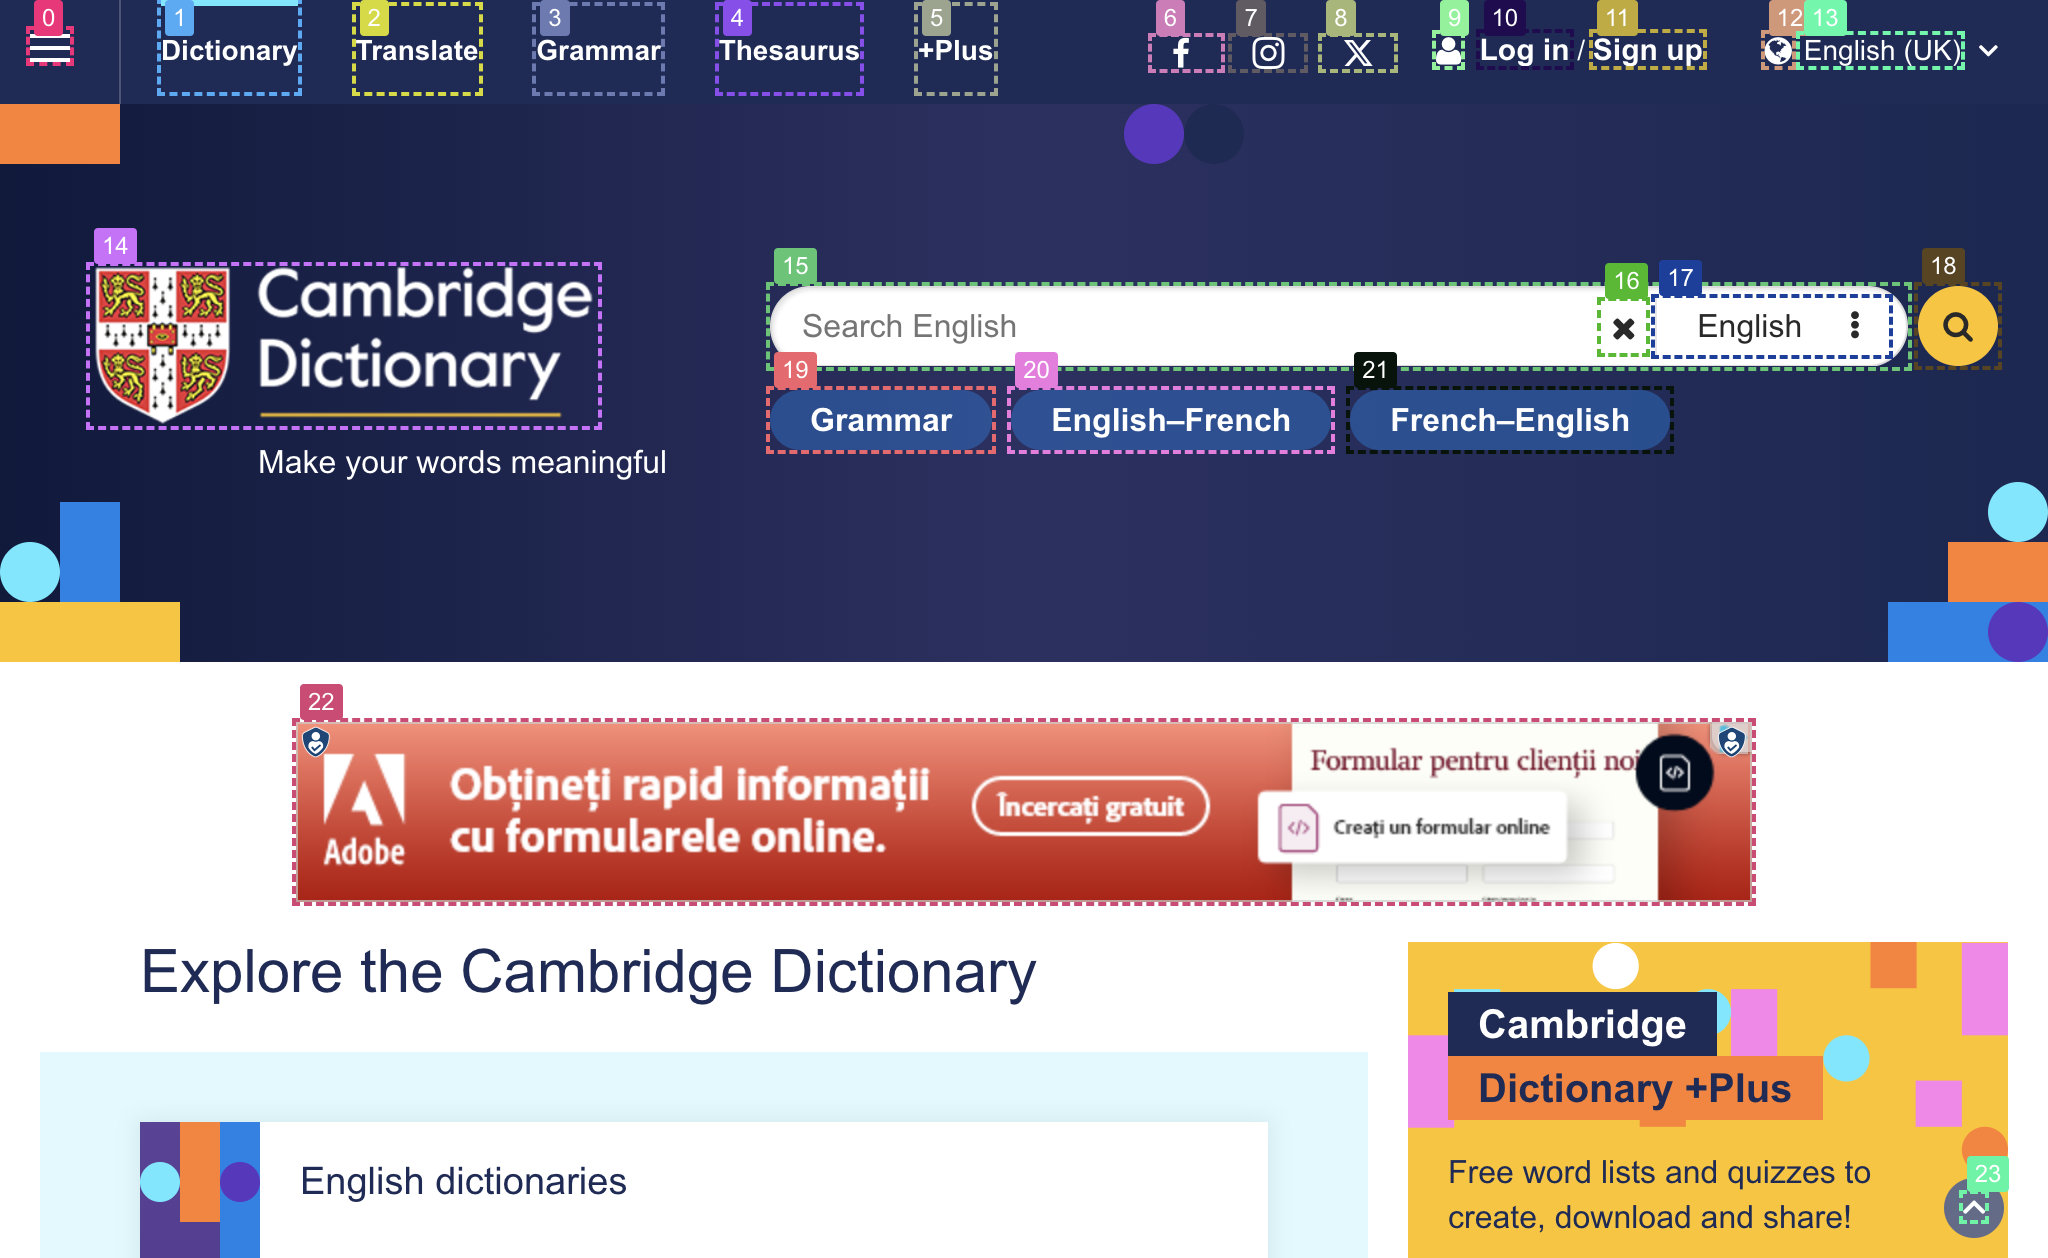 0
1
2
3
4
5
6
7
8
9
10
11
12
13
Dictionary
Translate
Grammar
Thesaurus
+Plus
Log in / Sign up
English (UK)
14
Cambridge
Dictionary
Make your words meaningful
15
16
17
18
Search English
English
19
20
21
Grammar
English–French
French–English
22
Adobe
Obțineți rapid informații
cu formularele online.
Încercați gratuit
Formular pentru clienții noi
Creați un formular online
Explore the Cambridge Dictionary
English dictionaries
Cambridge
Dictionary +Plus
Free word lists and quizzes to
create, download and share!
23